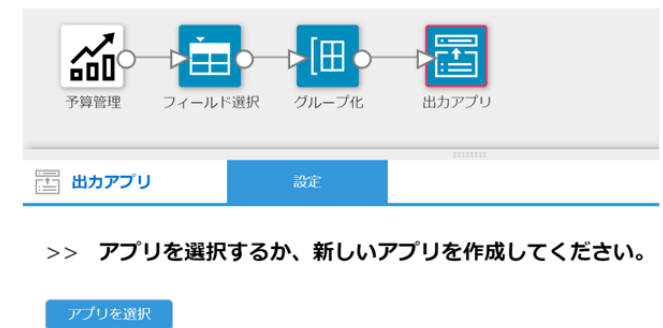 予算管理
フィールド選択
グループ化
出力アプリ
出力アプリ
設定
>> アプリを選択するか、新しいアプリを作成してください。
アプリを選択